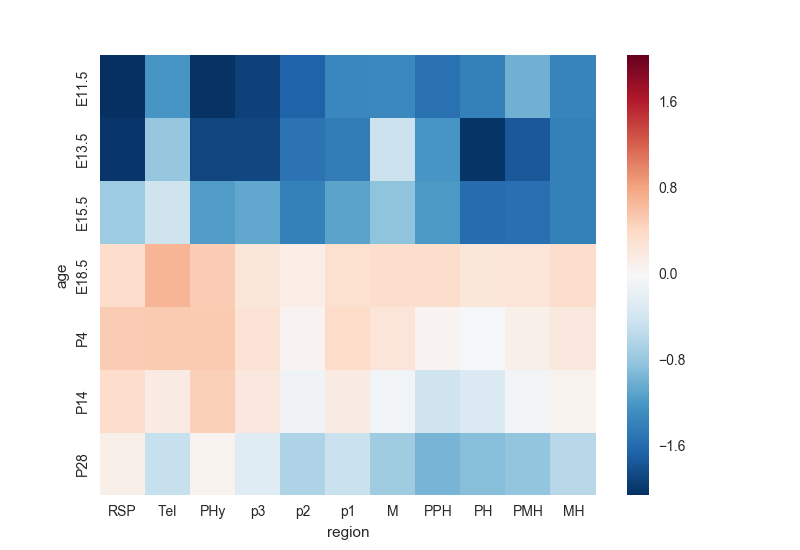 E11.5
E13.5
E15.5
E18.5
P4
P14
P28
age
RSP Tel PHy p3 p2 p1 M PPH PH PMH MH
region
1.6
0.8
0.0
−0.8
−1.6